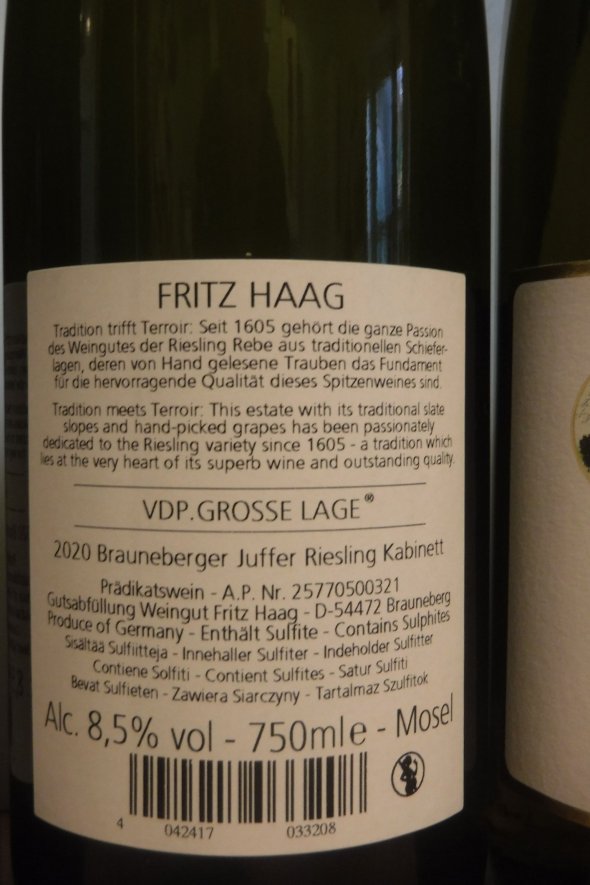 FRITZ HAAG
Tradition trifft Terroir: Seit 1605 gehört die ganze Passion
des Weingutes der Riesling Rebe aus traditionellen Schiefer-
lagen, deren von Hand gelesene Trauben das Fundament
für die hervorragende Qualität dieses Spitzenweines sind.
Tradition meets Terroir: This estate with its traditional slate
slopes and hand-picked grapes has been passionately
dedicated to the Riesling variety since 1605 - a tradition which
lies at the very heart of its superb wine and outstanding quality.
VDP.GROSSE LAGE®
2020 Brauneberger Juffer Riesling Kabinett
Prädikatswein - A.P. Nr. 25770500321
Gutsabfüllung Weingut Fritz Haag - D-54472 Brauneberg
Produce of Germany - Enthält Sulfite - Contains Sulphites
Sisältää Sulfiitteja - Innehaller Sulfiter - Indeholder Sulfitter
Contiene Solfiti - Contient Sulfites - Satur Sulfiti
Bevat Sulfieten - Zawiera Siarczyny - Tartalmaz Szulfitok
Alc. 8,5% vol - 750ml e - Mosel
4 042417 033208